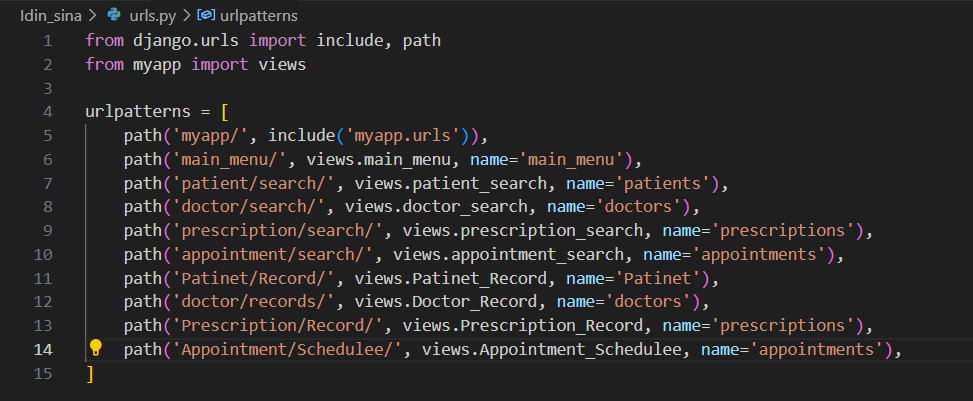 Idin_sina > urls.py > urlpatterns
1 from django.urls import include, path
2 from myapp import views
3
4 urlpatterns = [
5 path('myapp/', include('myapp.urls')),
6 path('main_menu/', views.main_menu, name='main_menu'),
7 path('patient/search/', views.patient_search, name='patients'),
8 path('doctor/search/', views.doctor_search, name='doctors'),
9 path('prescription/search/', views.prescription_search, name='prescriptions'),
10 path('appointment/search/', views.appointment_search, name='appointments'),
11 path('Patinet/Record/', views.Patinet_Record, name='Patinet'),
12 path('doctor/records/', views.Doctor_Record, name='doctors'),
13 path('Prescription/Record/', views.Prescription_Record, name='prescriptions'),
14 path('Appointment/Schedulee/', views.Appointment_Schedulee, name='appointments'),
15 ]